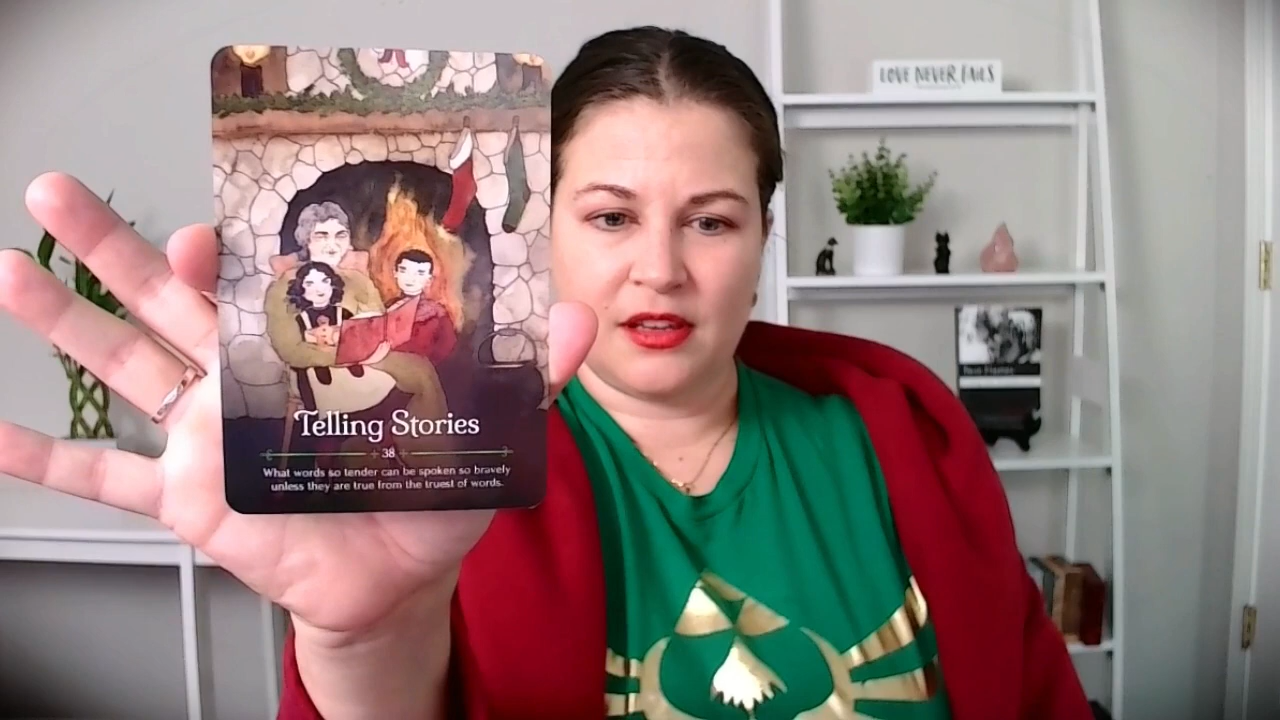 LOVE NEVER FAILS
Telling Stories
38
What words so tender can be spoken so bravely
unless they are true from the truest of words.